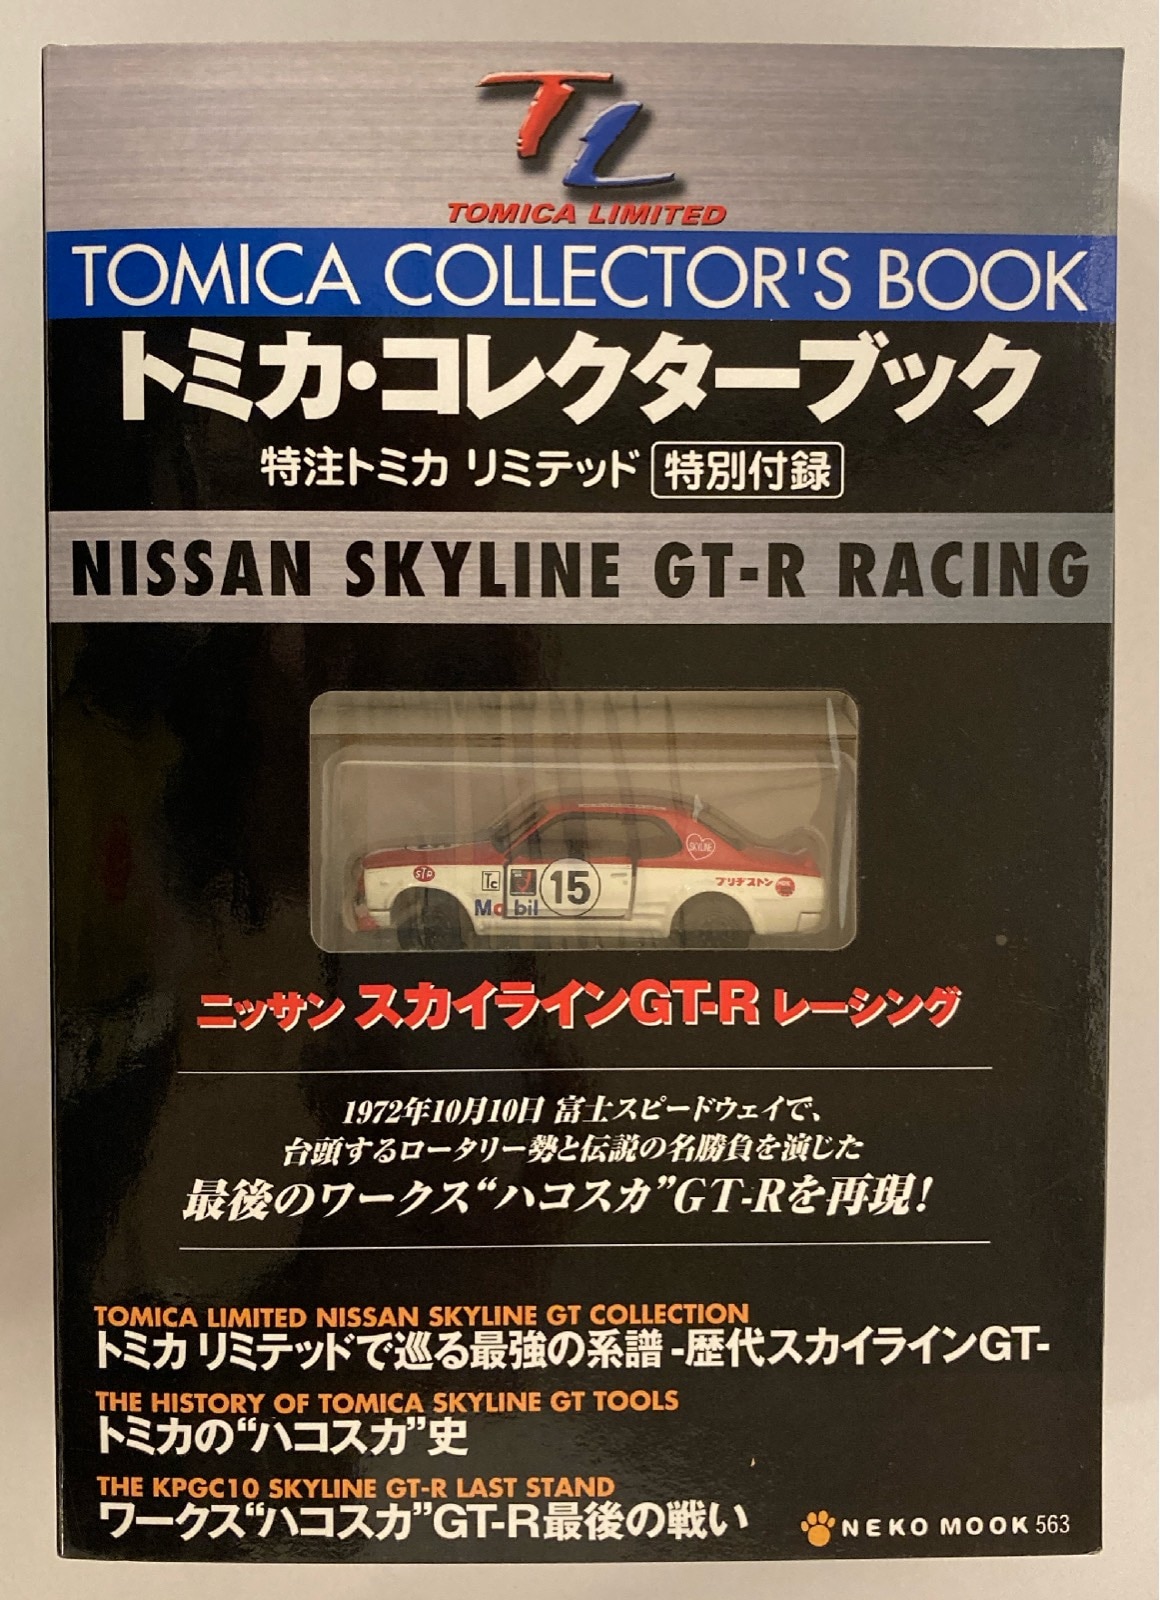 TL
TOMICA LIMITED
TOMICA COLLECTOR'S BOOK
トミカ・コレクターブック
特注トミカ リミテッド 特別付録
NISSAN SKYLINE GT-R RACING
SKYLINE
STP
Tc
15
Mobil
ブリヂストン
ニッサン スカイラインGT-R レーシング
1972年10月10日 富士スピードウェイで、
台頭するロータリー勢と伝説の名勝負を演じた
最後のワークス“ハコスカ”GT-Rを再現！
TOMICA LIMITED NISSAN SKYLINE GT COLLECTION
トミカ リミテッドで巡る最強の系譜 -歴代スカイラインGT-
THE HISTORY OF TOMICA SKYLINE GT TOOLS
トミカの“ハコスカ”史
THE KPGC10 SKYLINE GT-R LAST STAND
ワークス“ハコスカ”GT-R最後の戦い
NEKO MOOK 563